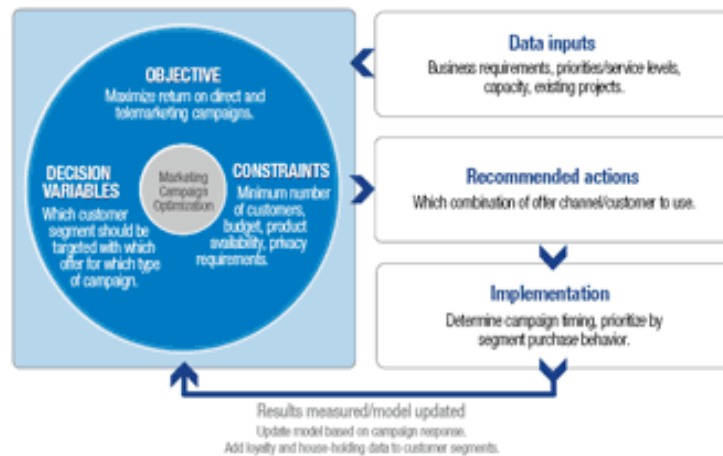 OBJECTIVE
Maximize return on direct and
telemarketing campaigns.
DECISION
VARIABLES
Which customer
segment should be
targeted with which
offer for which type
of campaign.
Marketing
Campaign
Optimization
CONSTRAINTS
Minimum number
of customers,
budget, product
availability, privacy
requirements.
Data inputs
Business requirements, priorities/service levels,
capacity, existing projects.
Recommended actions
Which combination of offer channel/customer to use.
Implementation
Determine campaign timing, prioritize by
segment purchase behavior.
Results measured/model updated
Update model based on campaign response.
Add loyalty and house-holding data to customer segments.